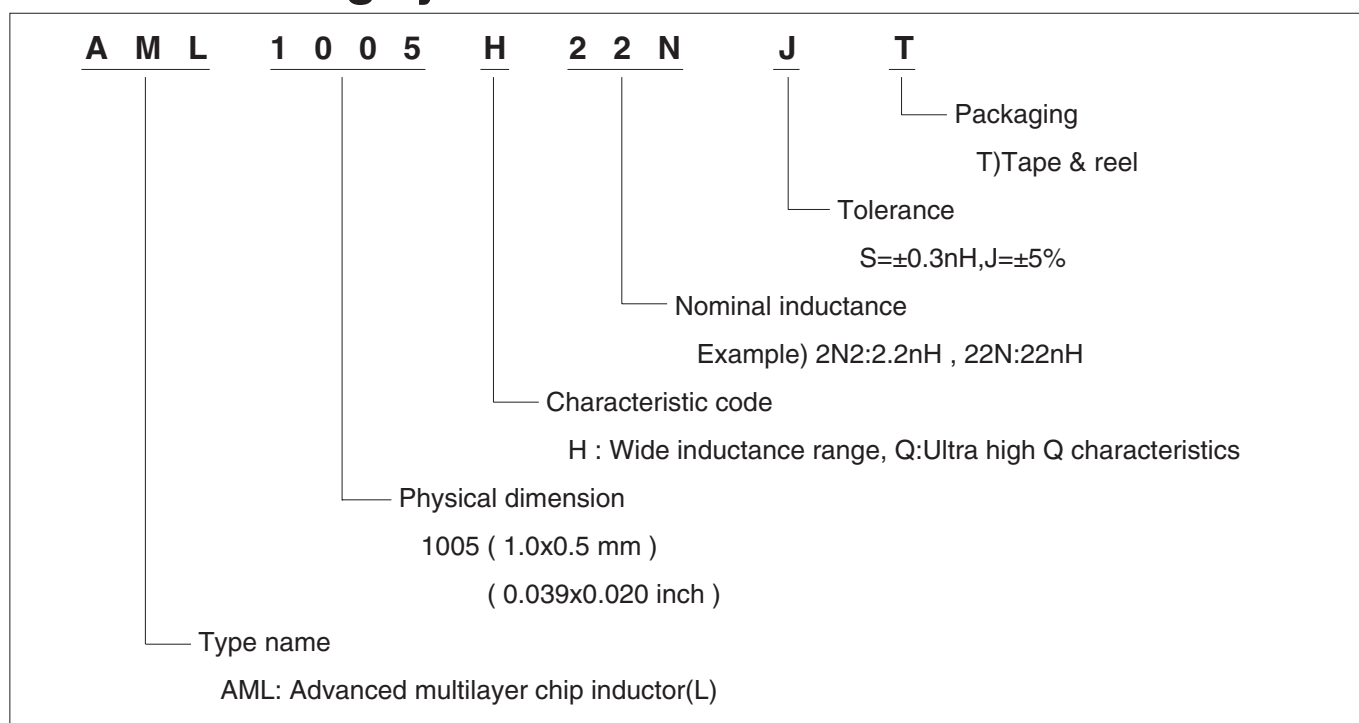 A M L 1 0 0 5 H 2 2 N J T
Packaging
T)Tape & reel
Tolerance
S=±0.3nH,J=±5%
Nominal inductance
Example) 2N2:2.2nH , 22N:22nH
Characteristic code
H : Wide inductance range, Q:Ultra high Q characteristics
Physical dimension
1005 ( 1.0x0.5 mm )
( 0.039x0.020 inch )
Type name
AML: Advanced multilayer chip inductor(L)